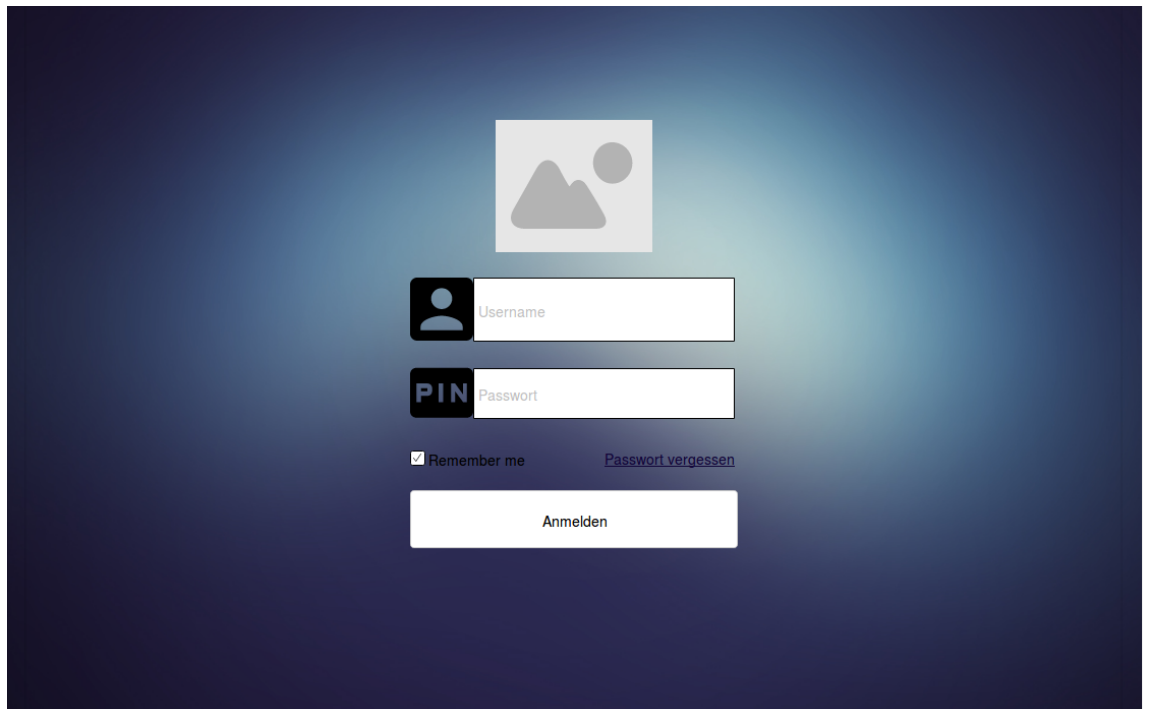 Username
PIN
Passwort
Remember me
Passwort vergessen
Anmelden